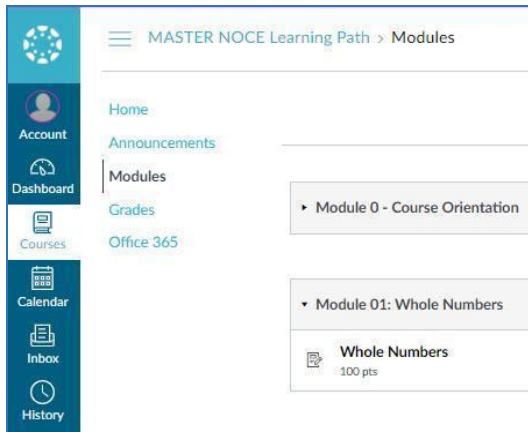 MASTER NOCE Learning Path > Modules
Account
Dashboard
Courses
Calendar
Inbox
History
Home
Announcements
Modules
Grades
Office 365
Module 0 - Course Orientation
Module 01: Whole Numbers
Whole Numbers
100 pts